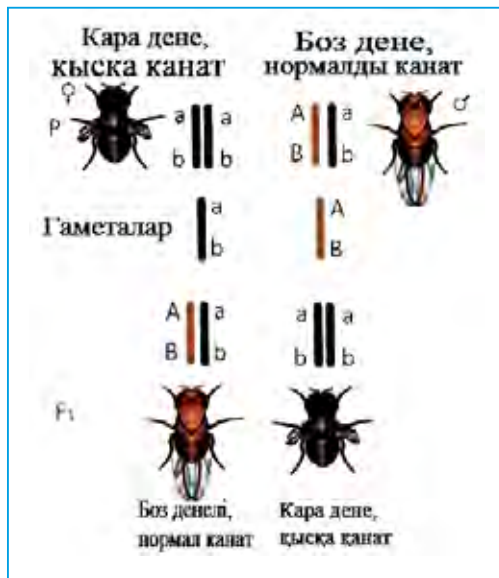 Кара дене,
кыска канат
Боз дене,
нормалды канат
♀
P
a a
b b
A a
B b
♂
Гаметалар
a
b
A
B
A a
B b
a a
b b
F₁
Боз денелі,
нормал канат
Кара дене,
қысқа қанат